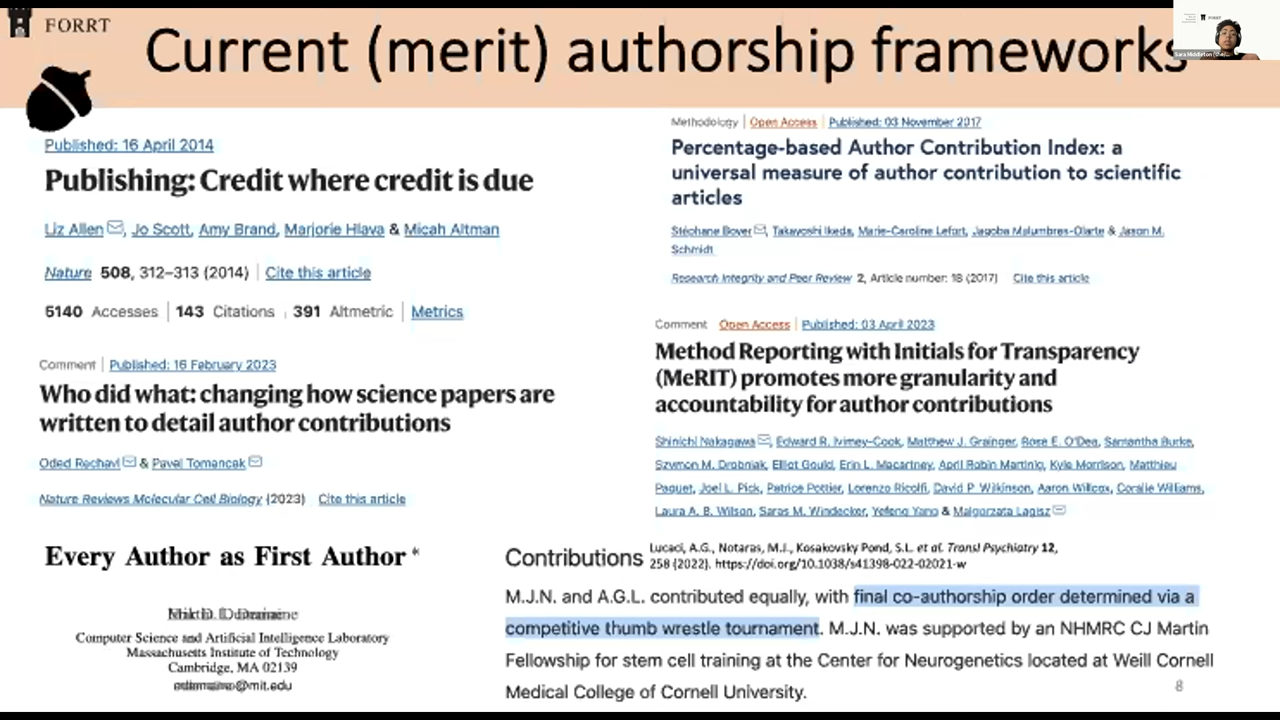 FORRT
Current (merit) authorship frameworks
Published: 16 April 2014
Publishing: Credit where credit is due
Liz Allen, Jo Scott, Amy Brand, Marjorie Hlava & Micah Altman
Nature 508, 312–313 (2014) | Cite this article
5140 Accesses | 143 Citations | 391 Altmetric | Metrics
Comment | Published: 16 February 2023
Who did what: changing how science papers are
written to detail author contributions
Oded Rechavi & Pavel Tomancak
Nature Reviews Molecular Cell Biology (2023) Cite this article
Every Author as First Author *
Computer Science and Artificial Intelligence Laboratory
Massachusetts Institute of Technology
Cambridge, MA 02139
@mit.edu
Methodology | Open Access | Published: 03 November 2017
Percentage-based Author Contribution Index: a
universal measure of author contribution to scientific
articles
Stéphane Boyer, Takayoshi Ikeda, Marie-Caroline Lefort, Jagoba Malumbres-Olarte & Jason M.
Schmidt
Research Integrity and Peer Review 2, Article number: 18 (2017) Cite this article
Comment Open Access | Published: 03 April 2023
Method Reporting with Initials for Transparency
(MeRIT) promotes more granularity and
accountability for author contributions
Shinichi Nakagawa, Edward R. Ivimey-Cook, Matthew J. Grainger, Rose E. O'Dea, Samantha Burke,
Szymon M. Drobniak, Elliot Gould, Erin L. Macartney, April Robin Martinig, Kyle Morrison, Matthieu
Paquet, Joel L. Pick, Patrice Pottier, Lorenzo Ricolfi, David P. Wilkinson, Aaron Willcox, Coralie Williams,
Laura A. B. Wilson, Saras M. Windecker, Yefeng Yang & Malgorzata Lagisz
Contributions
Lucaci, A.G., Notaras, M.J., Kosakovsky Pond, S.L. et al. Transl Psychiatry 12,
258 (2022). https://doi.org/10.1038/s41398-022-02021-w
M.J.N. and A.G.L. contributed equally, with final co-authorship order determined via a
competitive thumb wrestle tournament. M.J.N. was supported by an NHMRC CJ Martin
Fellowship for stem cell training at the Center for Neurogenetics located at Weill Cornell
Medical College of Cornell University.
8